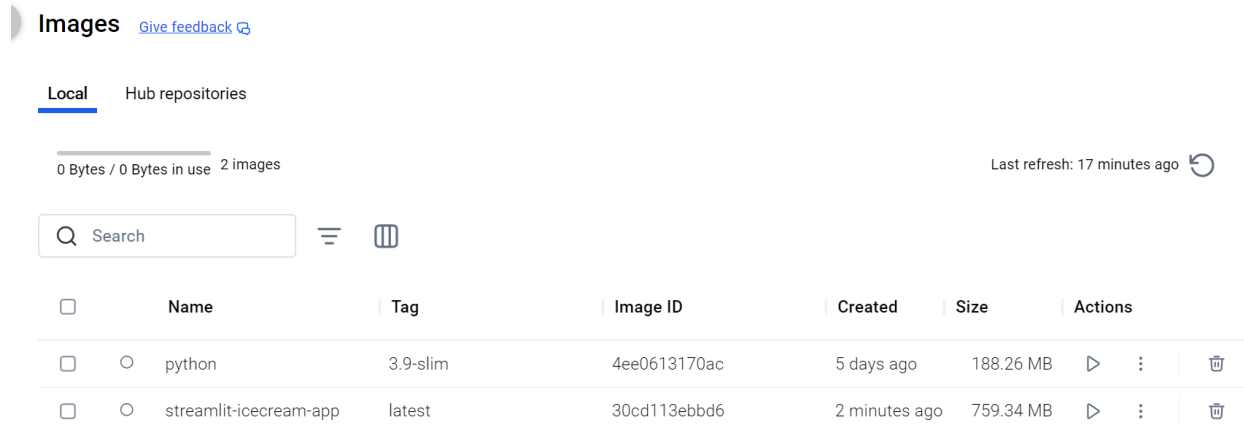 Images Give feedback
Local Hub repositories
0 Bytes / 0 Bytes in use 2 images Last refresh: 17 minutes ago
Search
Name Tag Image ID Created Size Actions
python 3.9-slim 4ee0613170ac 5 days ago 188.26 MB
streamlit-icecream-app latest 30cd113ebbd6 2 minutes ago 759.34 MB